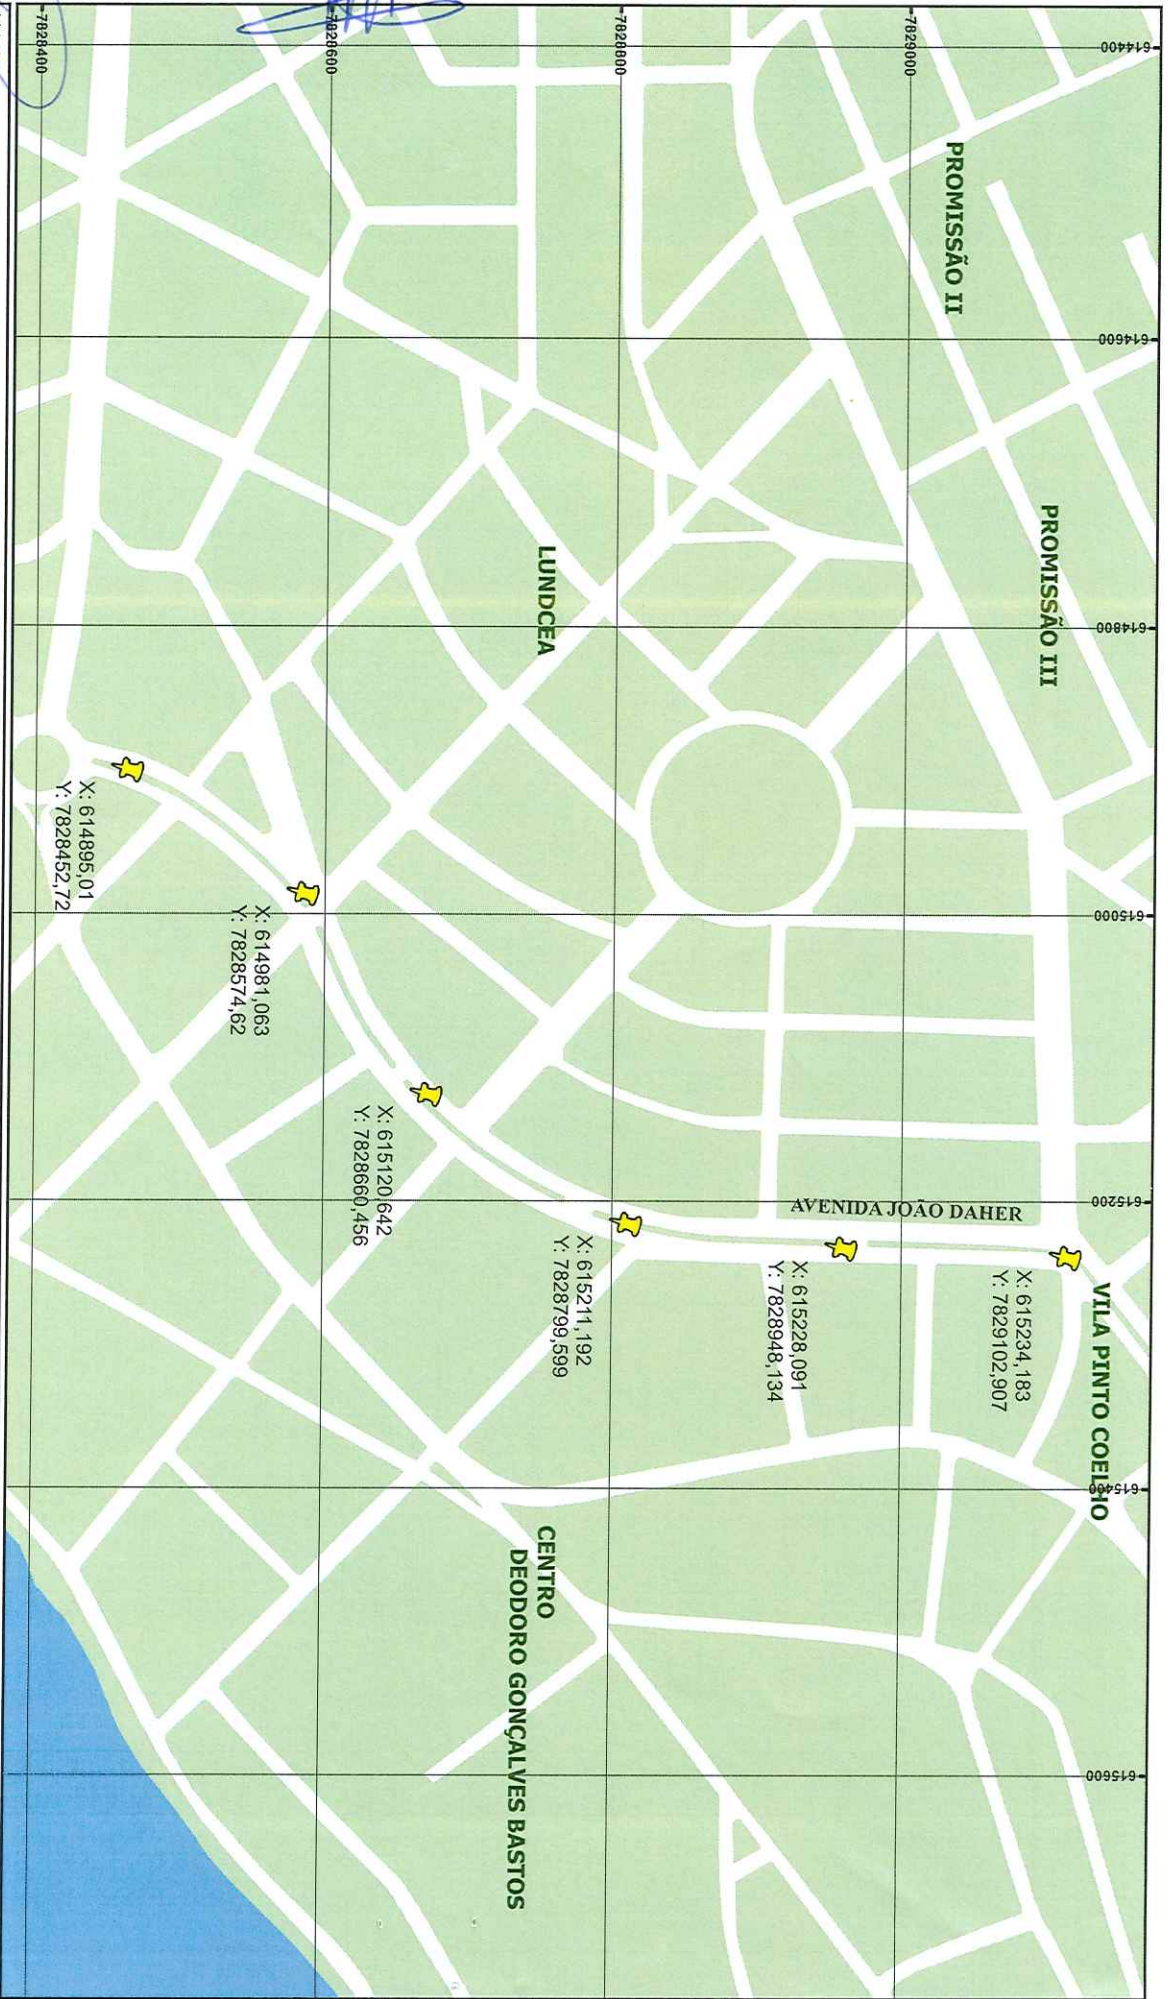 614400
614600
614800
615000
615200
615400
615600
7829000
7828800
7828600
7828400
PROMISSÃO II
PROMISSÃO III
VILA PINTO COELHO
AVENIDA JOÃO DAHER
X: 615234,183
Y: 7829102,907
X: 615228,091
Y: 7828948,134
X: 615211,192
Y: 7828799,599
LUNDCEA
CENTRO
DEODORO GONÇALVES BASTOS
X: 615120,642
Y: 7828660,456
X: 614981,063
Y: 7828574,62
X: 614895,01
Y: 7828452,72